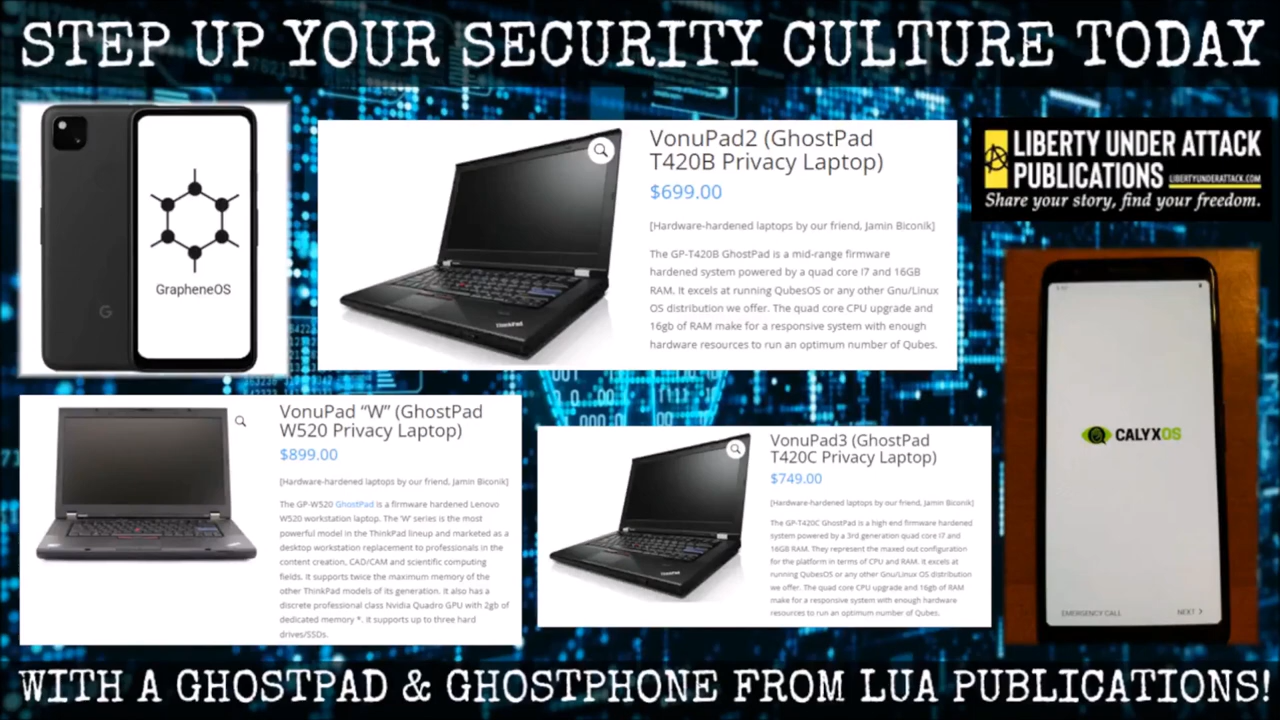 STEP UP YOUR SECURITY CULTURE TODAY
GrapheneOS
VonuPad2 (GhostPad
T420B Privacy Laptop)
$699.00
[Hardware-hardened laptops by our friend, Jamin Biconik]
The GP-T420B GhostPad is a mid-range firmware
hardened system powered by a quad core I7 and 16GB
RAM. It excels at running QubesOS or any other Gnu/Linux
OS distribution we offer. The quad core CPU upgrade and
16gb of RAM make for a responsive system with enough
hardware resources to run an optimum number of Qubes.
ThinkPad
LIBERTY UNDER ATTACK
PUBLICATIONS LIBERTYUNDERATTACK.COM
Share your story, find your freedom.
VonuPad "W" (GhostPad
W520 Privacy Laptop)
$899.00
[Hardware-hardened laptops by our friend, Jamin Biconik]
The GP-W520 GhostPad is a firmware hardened Lenovo
W520 workstation laptop. The 'W' series is the most
powerful model in the ThinkPad lineup and marketed as a
desktop workstation replacement to professionals in the
content creation, CAD/CAM and scientific computing
fields. It supports twice the maximum memory of the
other ThinkPad models of its generation. It also has a
discrete professional class Nvidia Quadro GPU with 2gb of
dedicated memory *. It supports up to three hard
drives/SSDs.
VonuPad3 (GhostPad
T420C Privacy Laptop)
$749.00
[Hardware-hardened laptops by our friend, Jamin Biconik]
The GP-T420C GhostPad is a high end firmware hardened
system powered by a 3rd generation quad core I7 and
16GB RAM. They represent the maxed out configuration
for the platform in terms of CPU and RAM. It excels at
running QubesOS or any other Gnu/Linux OS distribution
we offer. The quad core CPU upgrade and 16gb of RAM
make for a responsive system with enough hardware
resources to run an optimum number of Qubes.
ThinkPad
CALYXOS
EMERGENCY CALL
NEXT >
WITH A GHOSTPAD & GHOSTPHONE FROM LUA PUBLICATIONS!